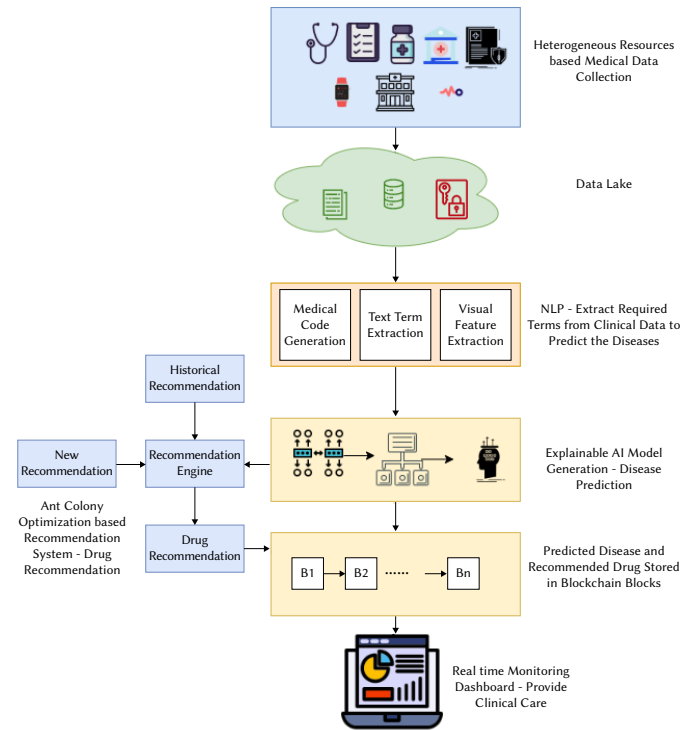 Heterogeneous Resources
based Medical Data
Collection
Data Lake
Medical
Code
Generation
Text Term
Extraction
Visual
Feature
Extraction
NLP - Extract Required
Terms from Clinical Data to
Predict the Diseases
Historical
Recommendation
New
Recommendation
Recommendation
Engine
Explainable AI Model
Generation - Disease
Prediction
Ant Colony
Optimization based
Recommendation
System - Drug
Recommendation
Drug
Recommendation
B1
B2
......
Bn
Predicted Disease and
Recommended Drug Stored
in Blockchain Blocks
Real time Monitoring
Dashboard - Provide
Clinical Care